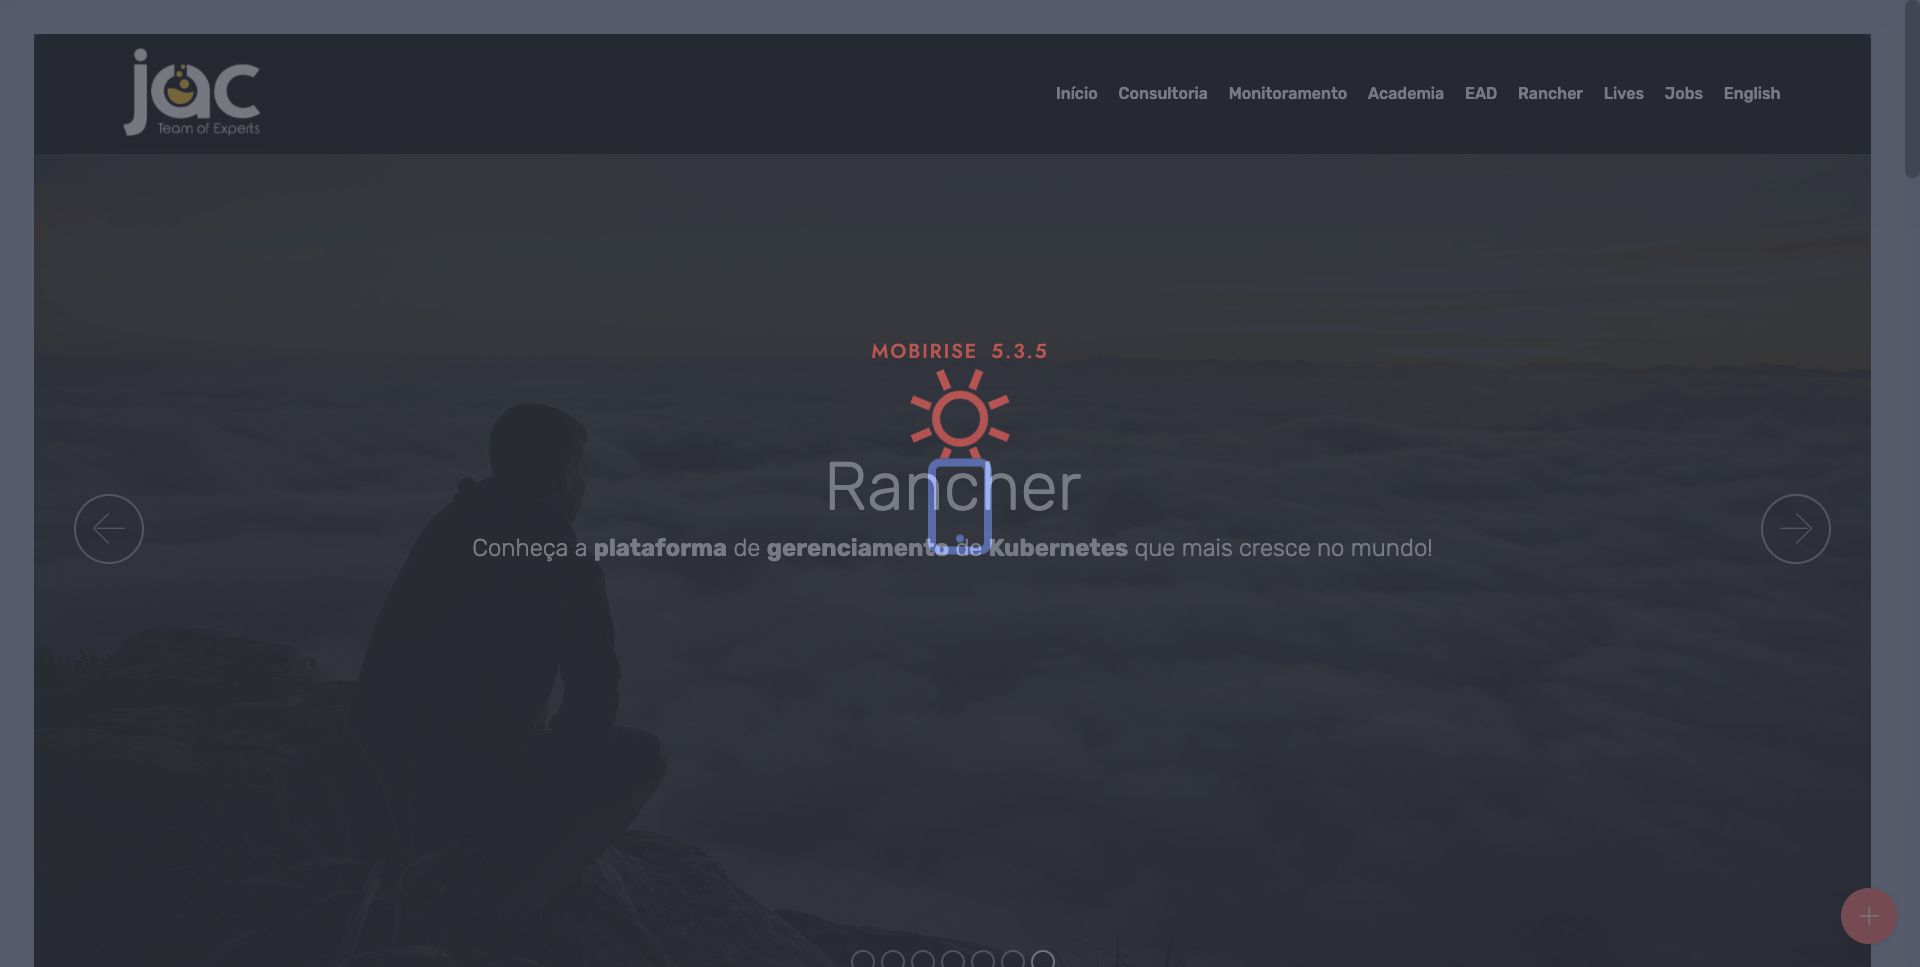 jac
Team of Experts
Início Consultoria Monitoramento Academia EAD Rancher Lives Jobs English
MOBIRISE 5.3.5
Rancher
Conheça a plataforma de gerenciamento de Kubernetes que mais cresce no mundo!